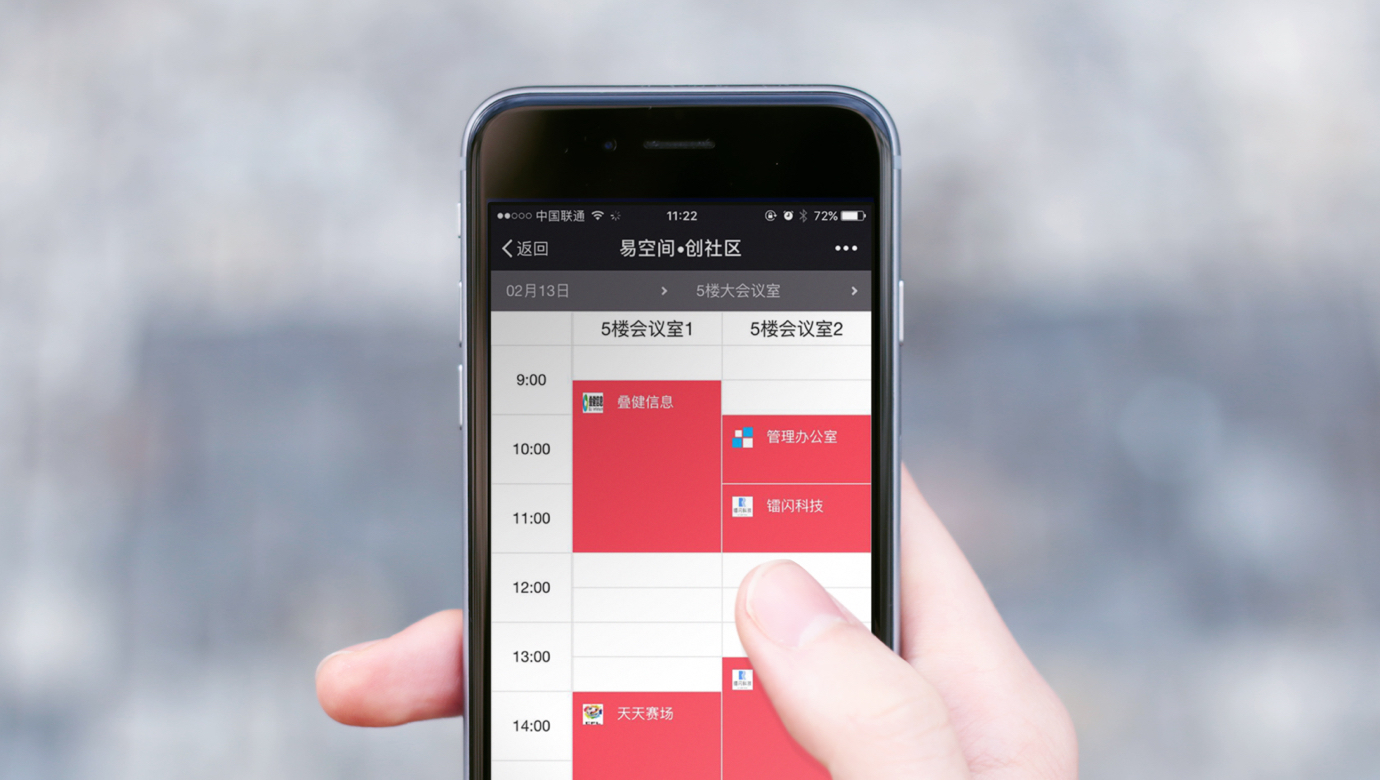 中国联通 11:22 72%
返回 易空间•创社区
02月13日 5楼大会议室
5楼会议室1 5楼会议室2
9:00
叠健信息
管理办公室
10:00
镭闪科技
11:00
12:00
13:00
天天赛场
14:00